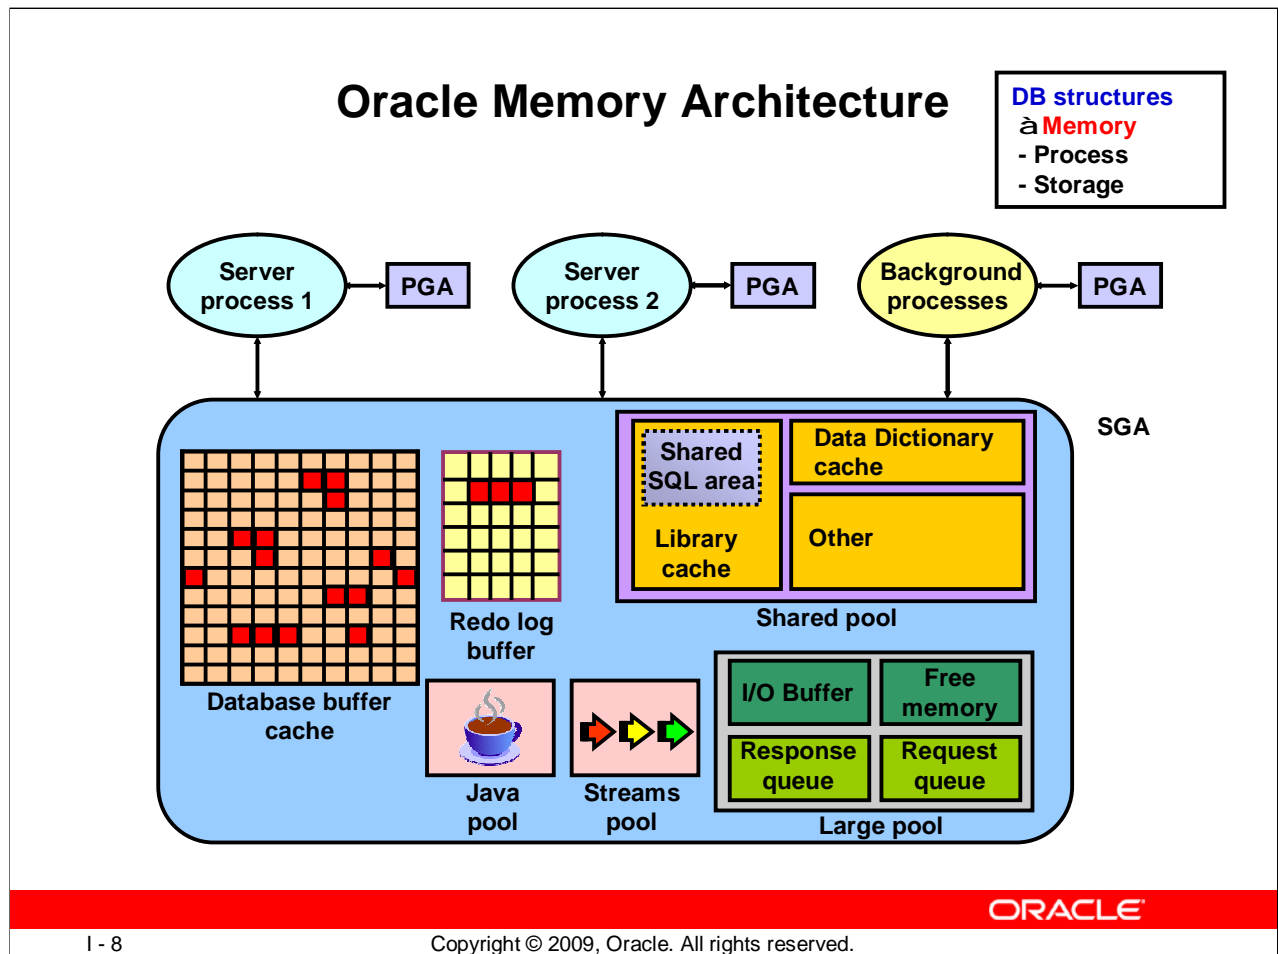 Oracle Memory Architecture
DB structures
àMemory
- Process
- Storage
Server
process 1
PGA
Server
process 2
PGA
Background
processes
PGA
SGA
Shared
SQL area
Library
cache
Data Dictionary
cache
Other
Shared pool
Redo log
buffer
Database buffer
cache
Java
pool
Streams
pool
I/O Buffer
Free
memory
Response
queue
Request
queue
Large pool
ORACLE
I - 8
Copyright © 2009, Oracle. All rights reserved.